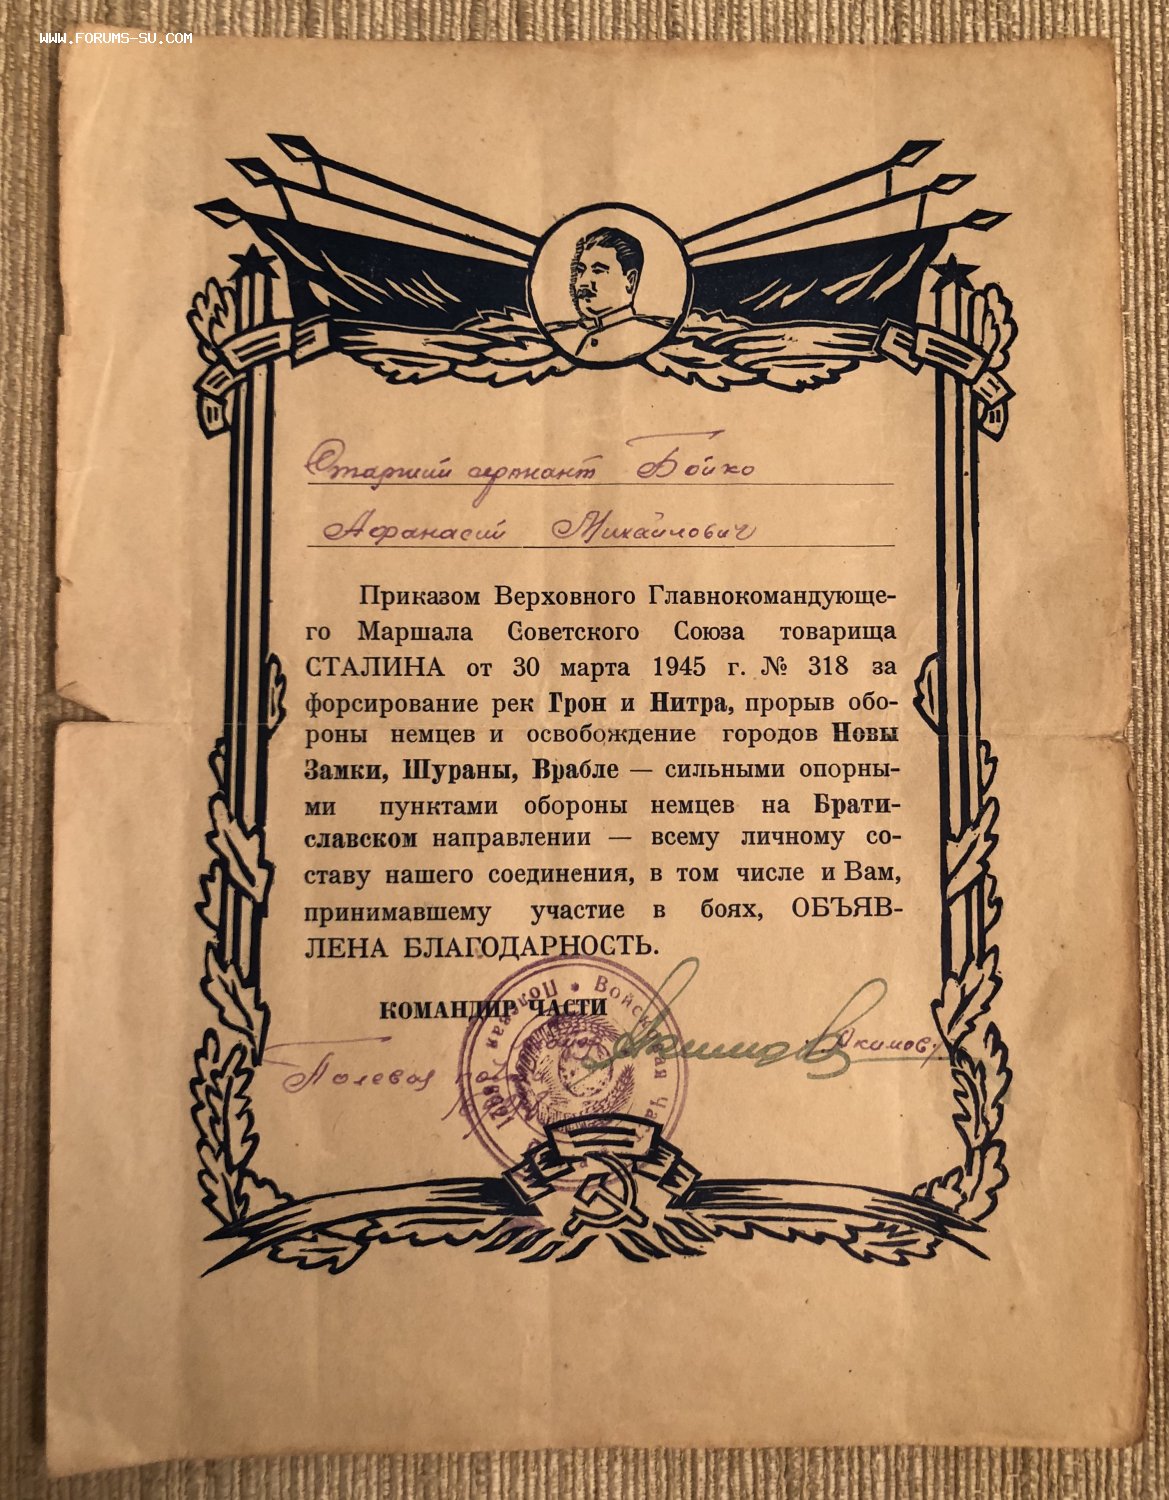 WWW.FORUMS-SU.COM
Старший сержант Бойко
Афанасий Михайлович
Приказом Верховного Главнокомандующе-
го Маршала Советского Союза товарища
СТАЛИНА от 30 марта 1945 г. № 318 за
форсирование рек Грон и Нитра, прорыв обо-
роны немцев и освобождение городов Новы
Замки, Шураны, Врабле — сильными опорны-
ми пунктами обороны немцев на Брати-
славском направлении — всему личному со-
ставу нашего соединения, в том числе и Вам,
принимавшему участие в боях, ОБЪЯВ-
ЛЕНА БЛАГОДАРНОСТЬ.
КОМАНДИР ЧАСТИ
Полевая
Полевая Войсковая